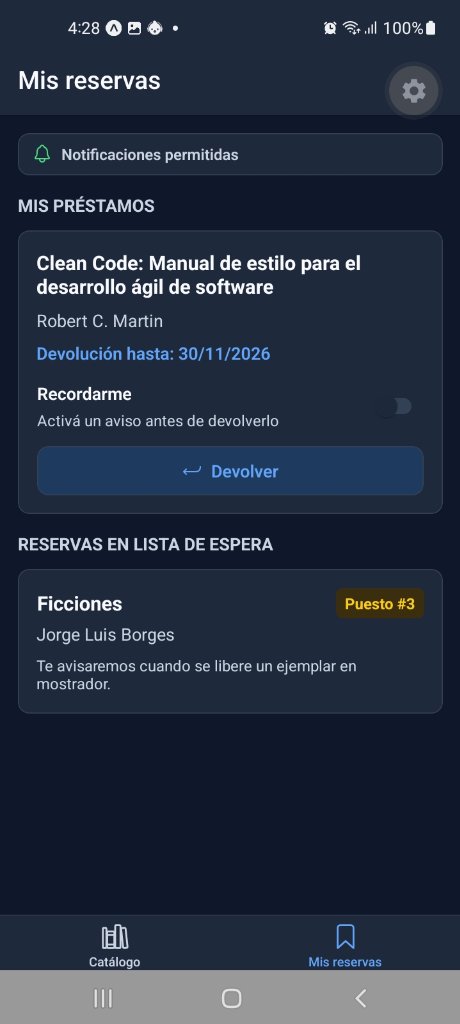 4:28
100%
Mis reservas
Notificaciones permitidas
MIS PRÉSTAMOS
Clean Code: Manual de estilo para el
desarrollo ágil de software
Robert C. Martin
Devolución hasta: 30/11/2026
Recordarme
Activá un aviso antes de devolverlo
Devolver
RESERVAS EN LISTA DE ESPERA
Ficciones
Puesto #3
Jorge Luis Borges
Te avisaremos cuando se libere un ejemplar en
mostrador.
Catálogo
Mis reservas